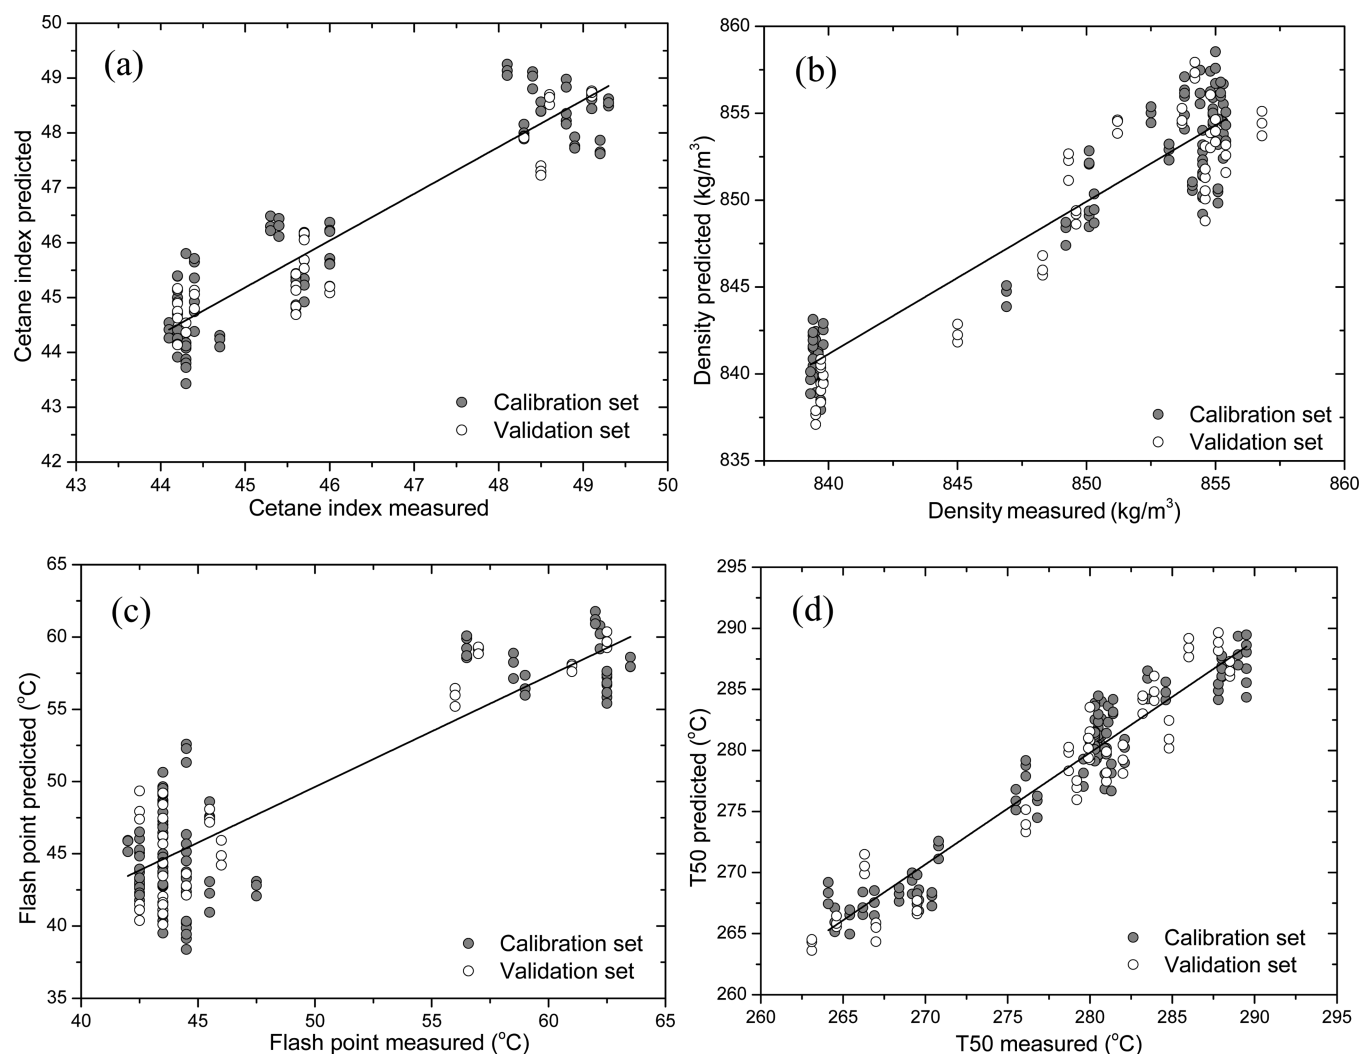 (a)
50
49
48
47
46
45
44
43
42
43 44 45 46 47 48 49 50
Cetane index predicted
Cetane index measured
Calibration set
Validation set
(b)
860
855
850
845
840
835
840 845 850 855 860
Density predicted (kg/m³)
Density measured (kg/m³)
Calibration set
Validation set
(c)
65
60
55
50
45
40
35
40 45 50 55 60 65
Flash point predicted (°C)
Flash point measured (°C)
Calibration set
Validation set
(d)
295
290
285
280
275
270
265
260
260 265 270 275 280 285 290 295
T50 predicted (°C)
T50 measured (°C)
Calibration set
Validation set